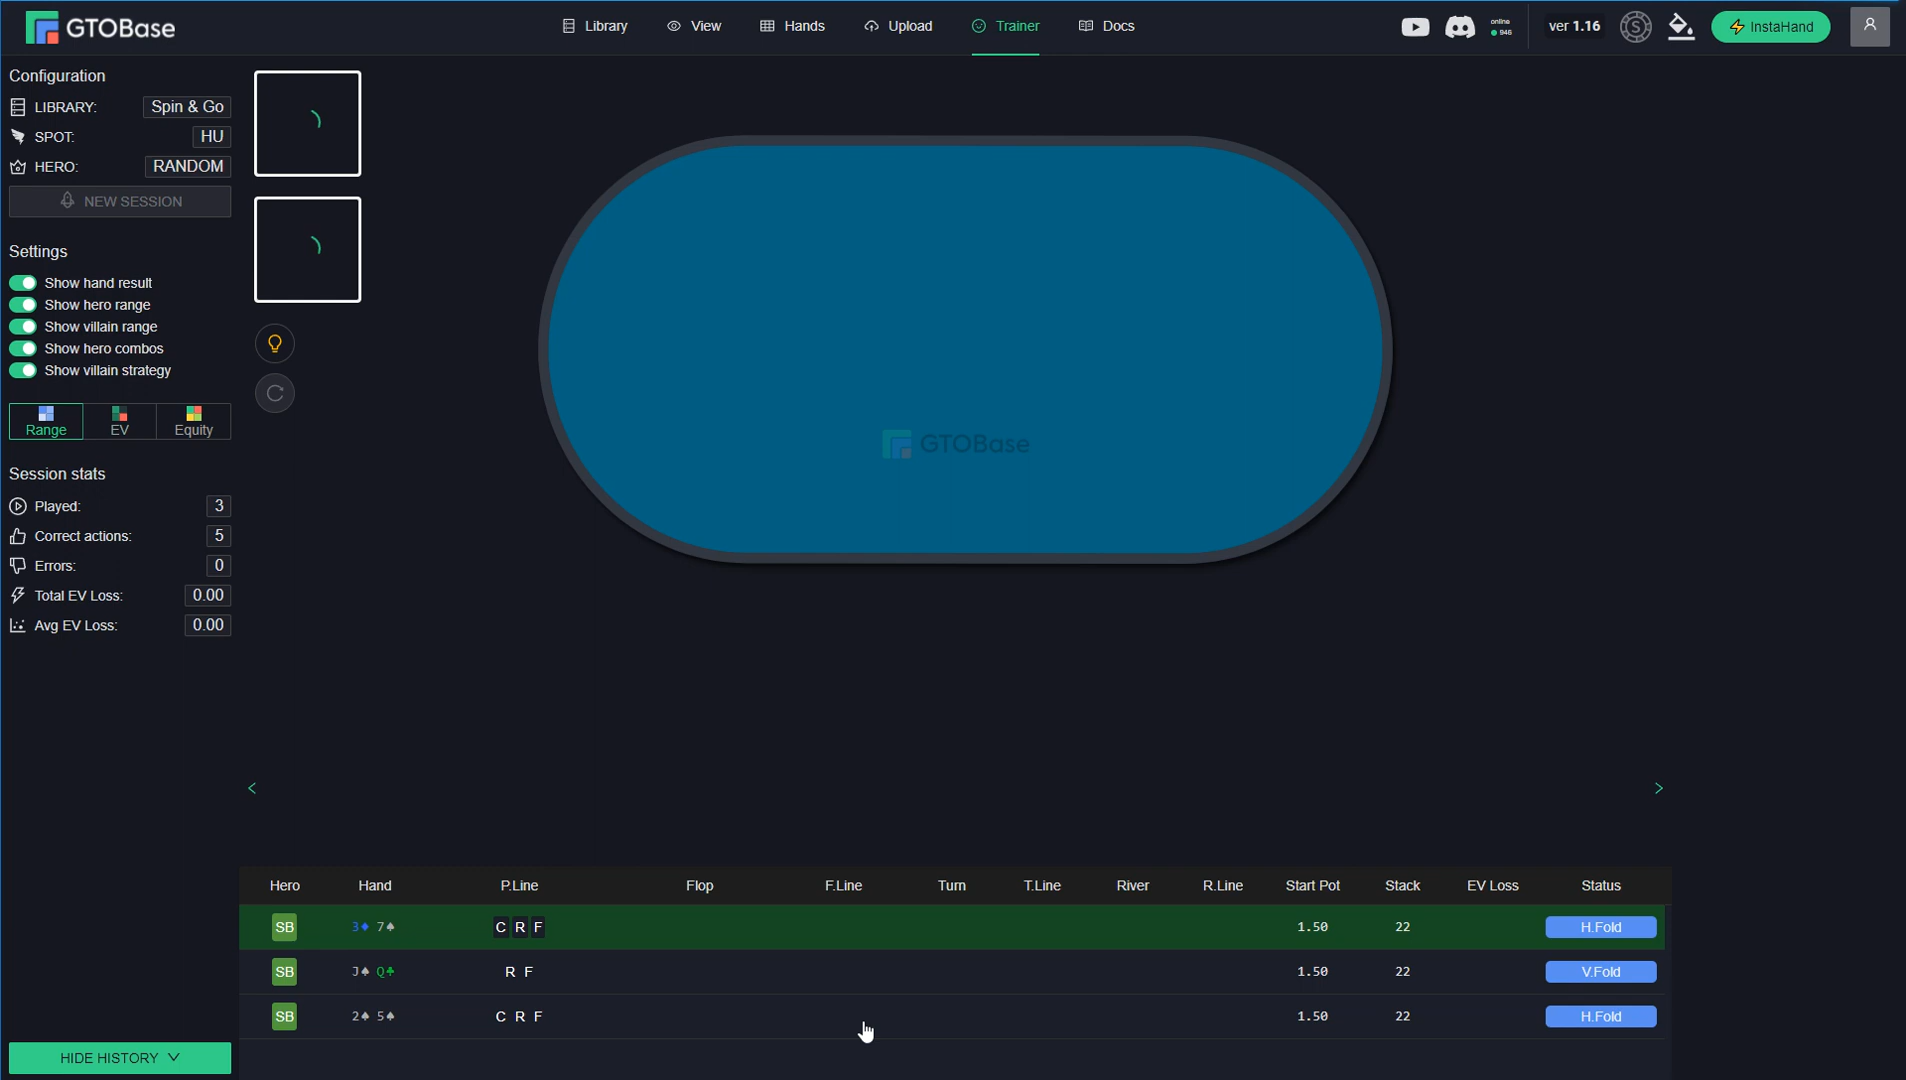 GTOBase
Library
View
Hands
Upload
Trainer
Docs
online
946
ver 1.16
InstaHand
Configuration
LIBRARY: Spin & Go
SPOT: HU
HERO: RANDOM
NEW SESSION
Settings
Show hand result
Show hero range
Show villain range
Show hero combos
Show villain strategy
Range EV Equity
Session stats
Played: 3
Correct actions: 5
Errors: 0
Total EV Loss: 0.00
Avg EV Loss: 0.00
GTOBase
Hero Hand P.Line Flop F.Line Turn T.Line River R.Line Start Pot Stack EV Loss Status
SB 3♦ 7♠ C R F 1.50 22 H.Fold
SB J♠ Q♣ R F 1.50 22 V.Fold
SB 2♠ 5♠ C R F 1.50 22 H.Fold
HIDE HISTORY